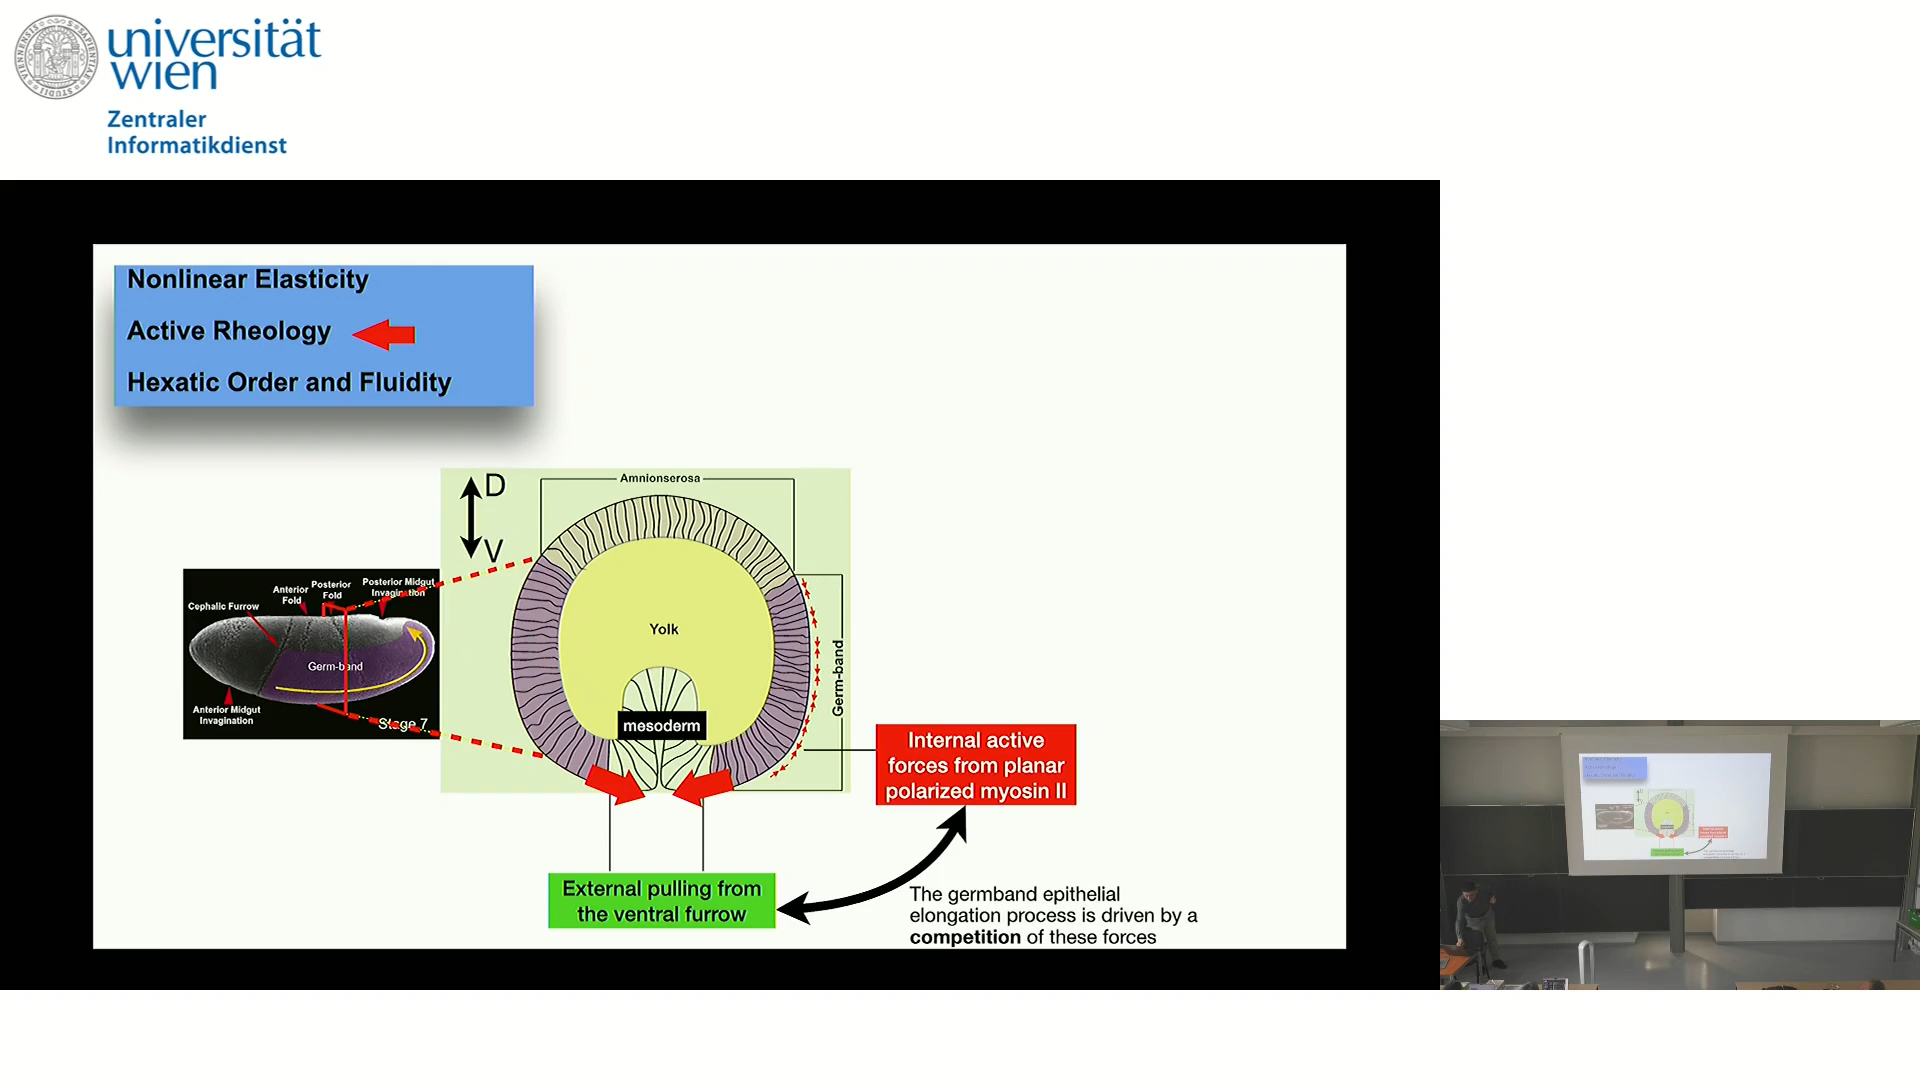 universität
wien
Zentraler
Informatikdienst
Nonlinear Elasticity
Active Rheology
Hexatic Order and Fluidity
D
V
Amnionserosa
Yolk
mesoderm
Germ-band
Cephalic Furrow
Anterior
Fold
Posterior
Fold
Posterior Midgut
Invagination
Germ-band
Anterior Midgut
Invagination
Stage 7
Internal active
forces from planar
polarized myosin II
External pulling from
the ventral furrow
The germband epithelial
elongation process is driven by a
competition of these forces